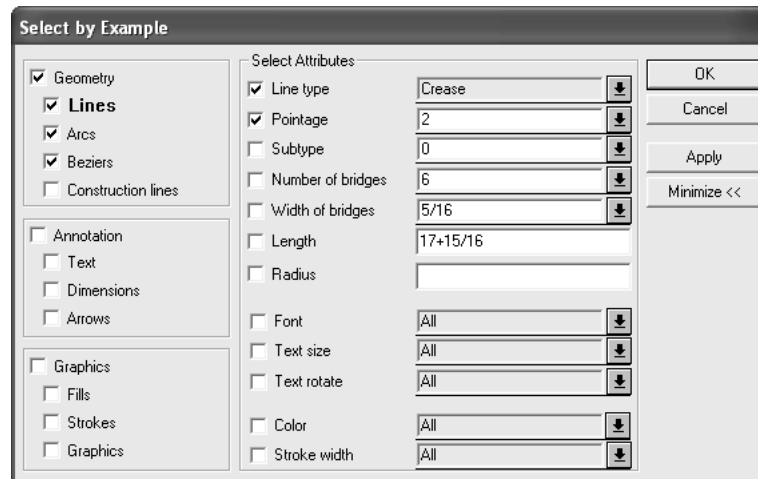 Select by Example
Geometry
Lines
Arcs
Beziers
Construction lines
Annotation
Text
Dimensions
Arrows
Graphics
Fills
Strokes
Graphics
Select Attributes
Line type Crease
Pointage 2
Subtype 0
Number of bridges 6
Width of bridges 5/16
Length 17+15/16
Radius
Font All
Text size All
Text rotate All
Color All
Stroke width All
OK
Cancel
Apply
Minimize <<